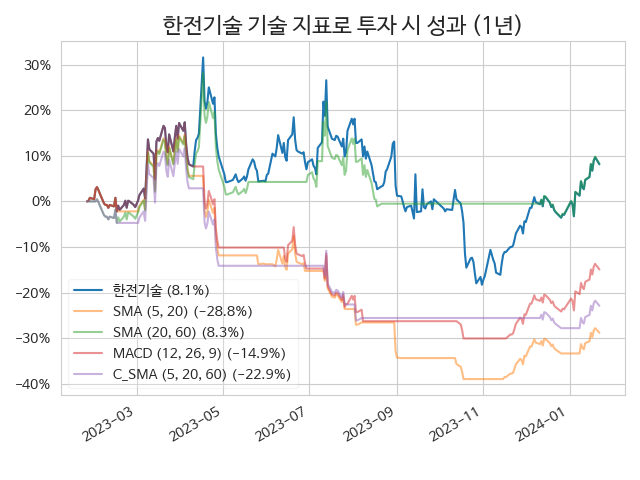 한전기술 기술 지표로 투자 시 성과 (1년)
30%
20%
10%
0%
−10%
−20%
−30%
−40%
한전기술 (8.1%)
SMA (5, 20) (−28.8%)
SMA (20, 60) (8.3%)
MACD (12, 26, 9) (−14.9%)
C_SMA (5, 20, 60) (−22.9%)
2023−03
2023−05
2023−07
2023−09
2023−11
2024−01